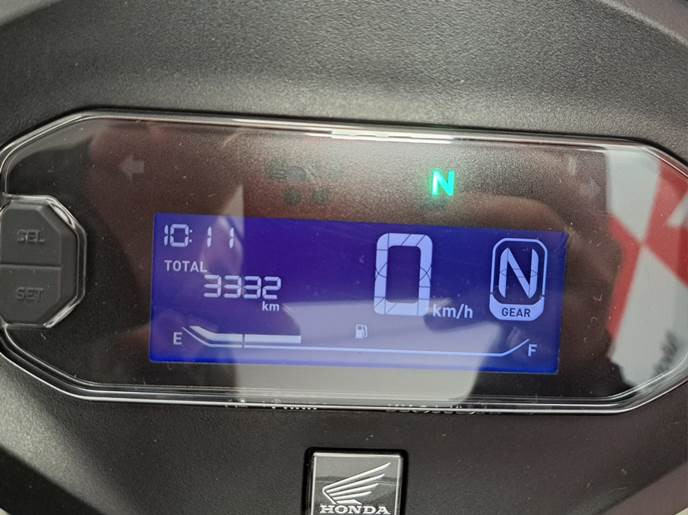 N
SEL
SET
10:11
TOTAL
3332
km
0
km/h
N
GEAR
E
F
HONDA